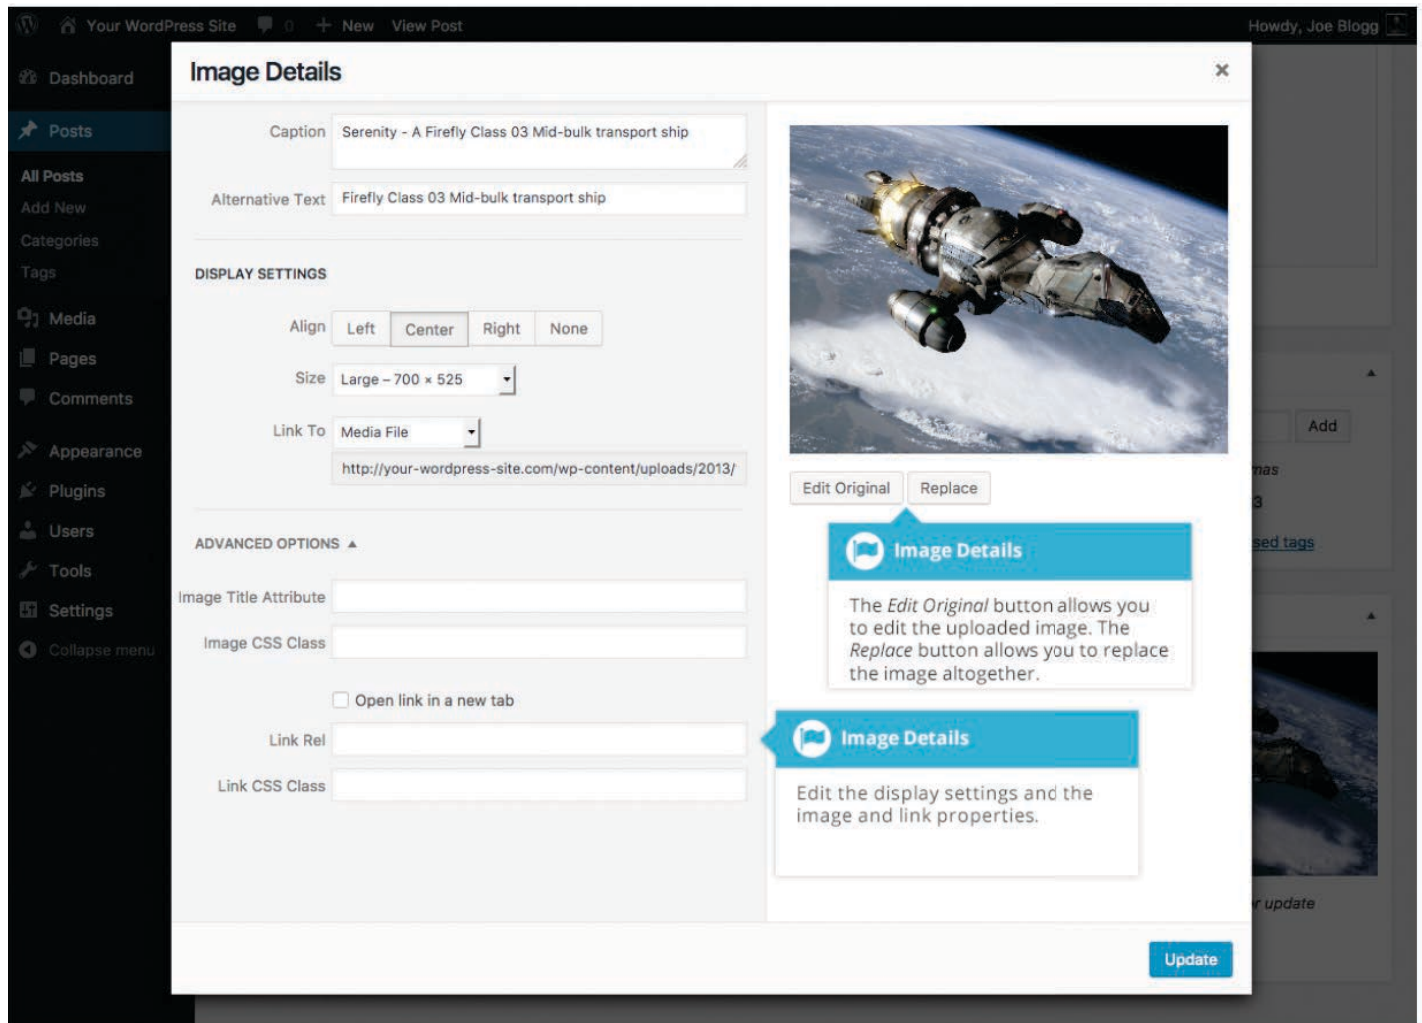 Your WordPress Site 0 + New View Post Howdy, Joe Blogg
Dashboard
Posts
All Posts
Add New
Categories
Tags
Media
Pages
Comments
Appearance
Plugins
Users
Tools
Settings
Collapse menu
Image Details ×
Caption Serenity - A Firefly Class 03 Mid-bulk transport ship
Alternative Text Firefly Class 03 Mid-bulk transport ship
DISPLAY SETTINGS
Align Left Center Right None
Size Large – 700 × 525
Link To Media File
http://your-wordpress-site.com/wp-content/uploads/2013/
ADVANCED OPTIONS ▲
Image Title Attribute
Image CSS Class
Open link in a new tab
Link Rel
Link CSS Class
Edit Original Replace
Image Details
The Edit Original button allows you
to edit the uploaded image. The
Replace button allows you to replace
the image altogether.
Image Details
Edit the display settings and the
image and link properties.
Update
Add
mas
3
sed tags
r update